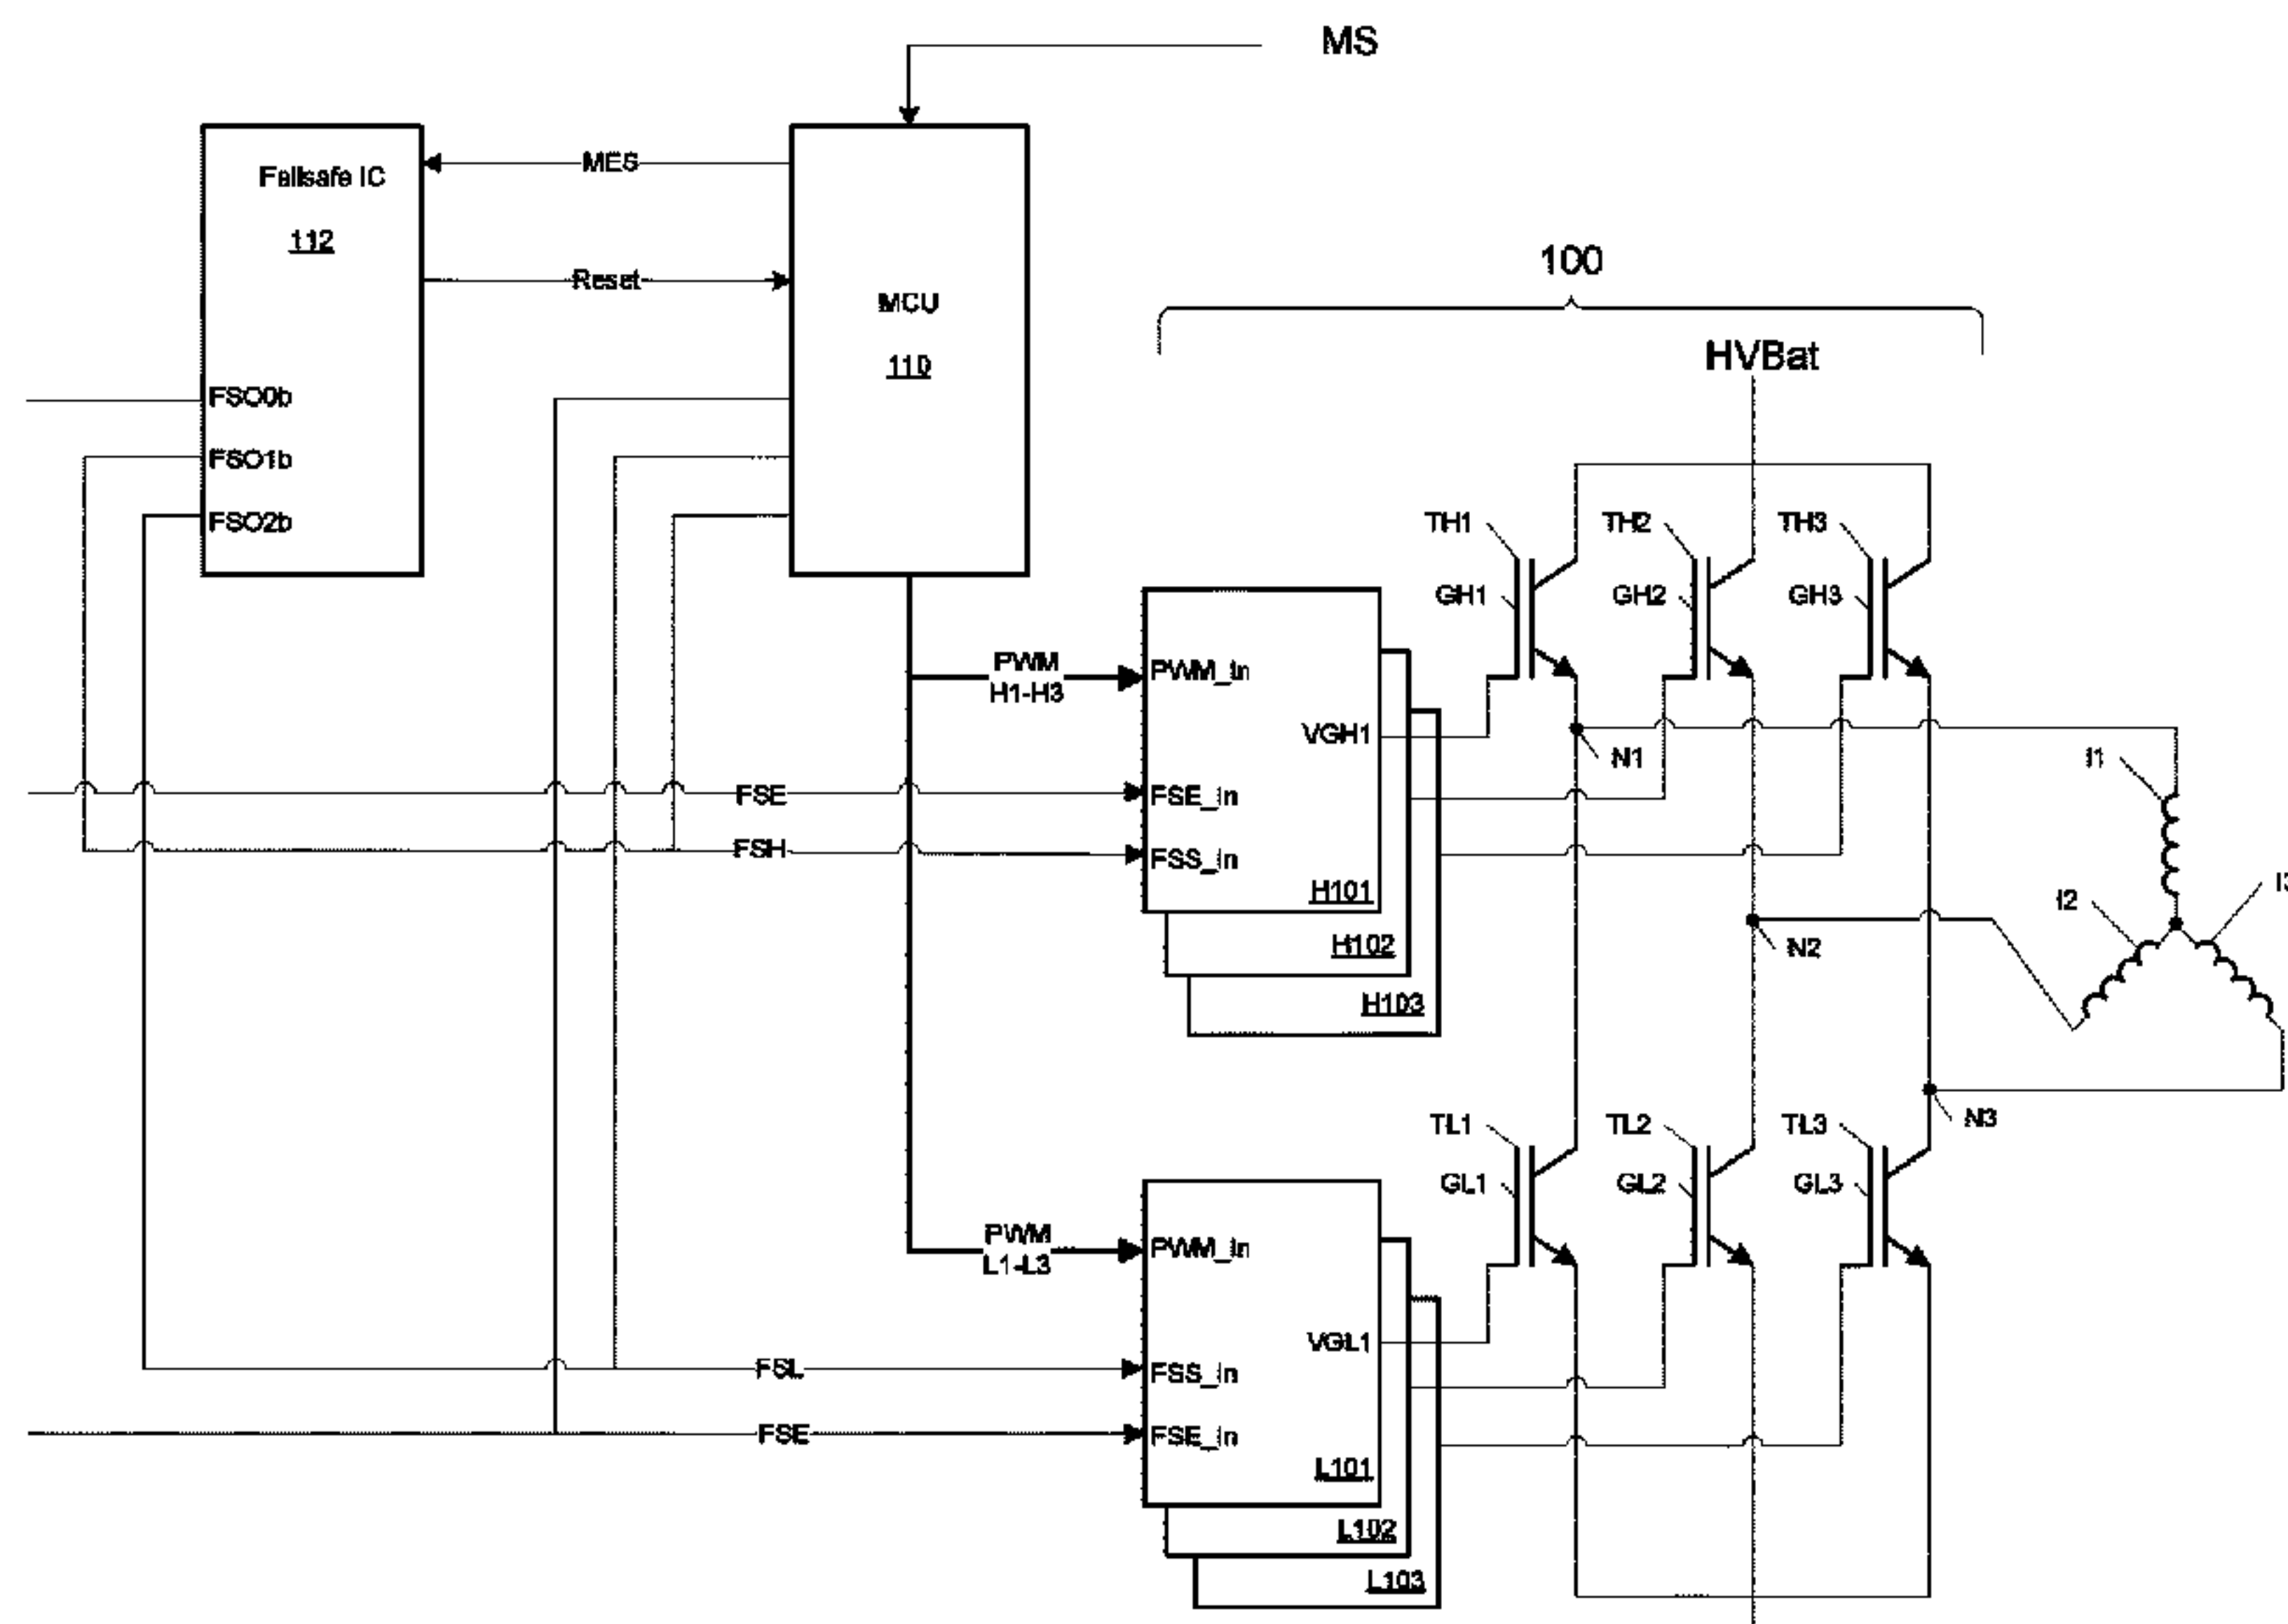 MS
MES
Failsafe IC
112
Reset
MCU
110
FSO0b
FSO1b
FSO2b
100
HVBat
TH1
TH2
TH3
GH1
GH2
GH3
PWM
H1-H3
PWM_In
VGH1
N1
I1
FSE
FSE_In
FSH
FSS_In
H101
I2
I3
H102
N2
H103
TL1
TL2
TL3
N3
GL1
GL2
GL3
PWM
L1-L3
PWM_In
VGL1
FSL
FSS_In
FSE
FSE_In
L101
L102
L103